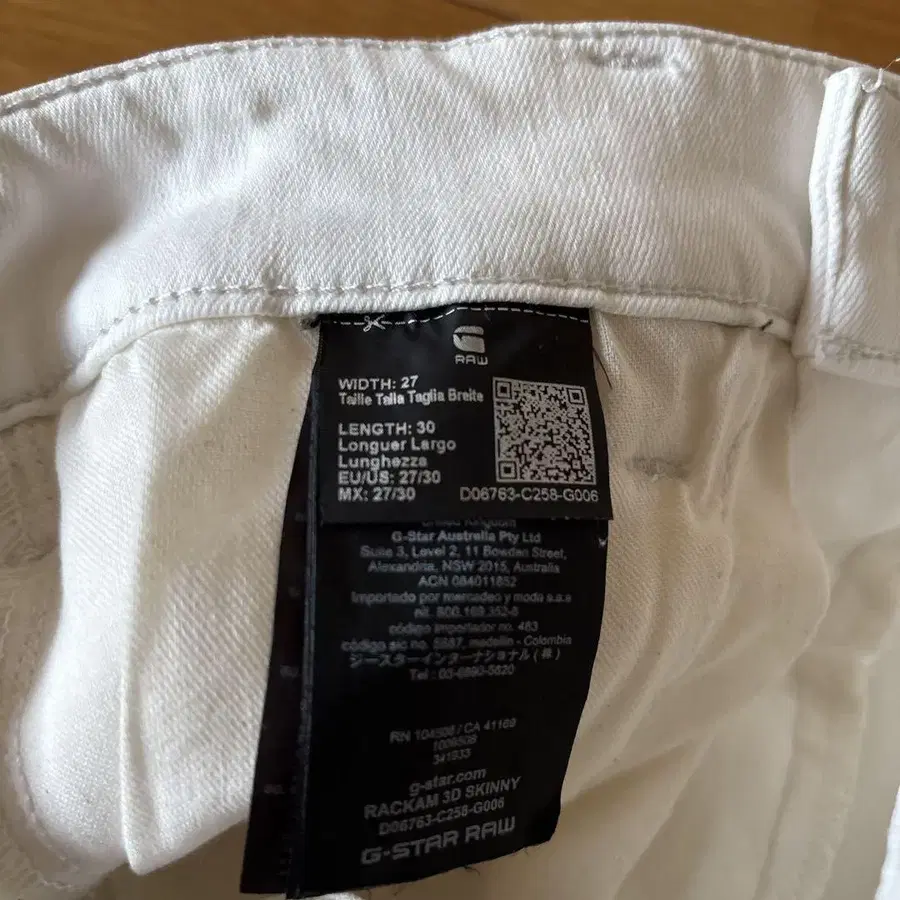 RAW
WIDTH: 27
Taille Talla Taglia Breite
LENGTH: 30
Longuer Largo
Lunghezza
EU/US: 27/30
MX: 27/30
D06763-C258-G006
United Kingdom
G-Star Australia Pty Ltd
Suite 3, Level 2, 11 Bowden Street,
Alexandria, NSW 2015, Australia
ACN 084011852
Importado por mercadeo y moda s.a.s
nit. 800.169.352-8
código importador no. 483
código sic no. 5587, medellin - Colombia
ジースターインターナショナル(株)
Tel : 03-6890-5620
RN 104506 / CA 41169
341933
g-star.com
RACKAM 3D SKINNY
D06763-C258-G006
G-STAR RAW